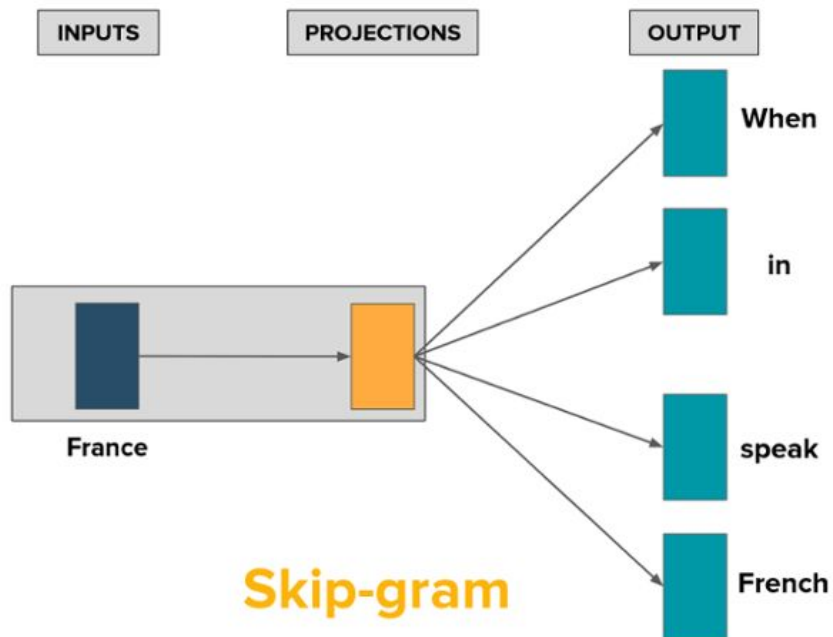 INPUTS
PROJECTIONS
OUTPUT
When
in
France
speak
French
Skip-gram